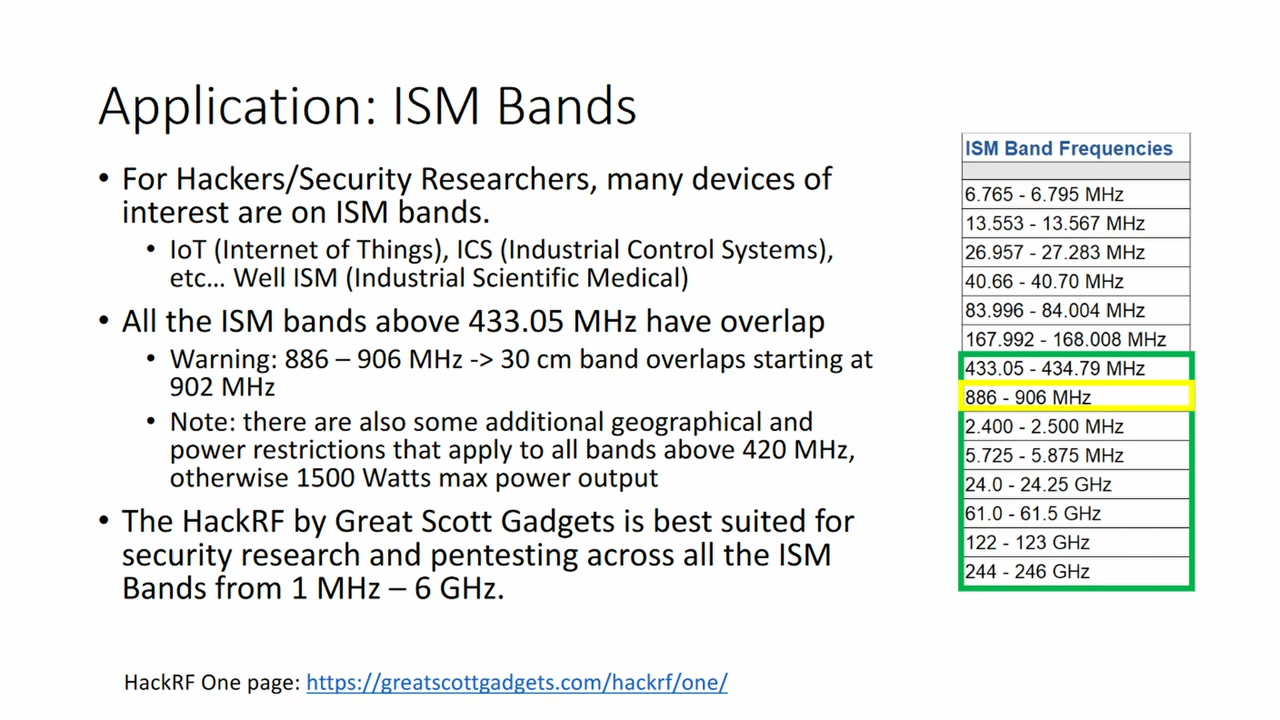 Application: ISM Bands
• For Hackers/Security Researchers, many devices of
interest are on ISM bands.
• IoT (Internet of Things), ICS (Industrial Control Systems),
etc… Well ISM (Industrial Scientific Medical)
• All the ISM bands above 433.05 MHz have overlap
• Warning: 886 – 906 MHz -> 30 cm band overlaps starting at
902 MHz
• Note: there are also some additional geographical and
power restrictions that apply to all bands above 420 MHz,
otherwise 1500 Watts max power output
• The HackRF by Great Scott Gadgets is best suited for
security research and pentesting across all the ISM
Bands from 1 MHz – 6 GHz.
HackRF One page: https://greatscottgadgets.com/hackrf/one/
ISM Band Frequencies
6.765 - 6.795 MHz
13.553 - 13.567 MHz
26.957 - 27.283 MHz
40.66 - 40.70 MHz
83.996 - 84.004 MHz
167.992 - 168.008 MHz
433.05 - 434.79 MHz
886 - 906 MHz
2.400 - 2.500 MHz
5.725 - 5.875 MHz
24.0 - 24.25 GHz
61.0 - 61.5 GHz
122 - 123 GHz
244 - 246 GHz